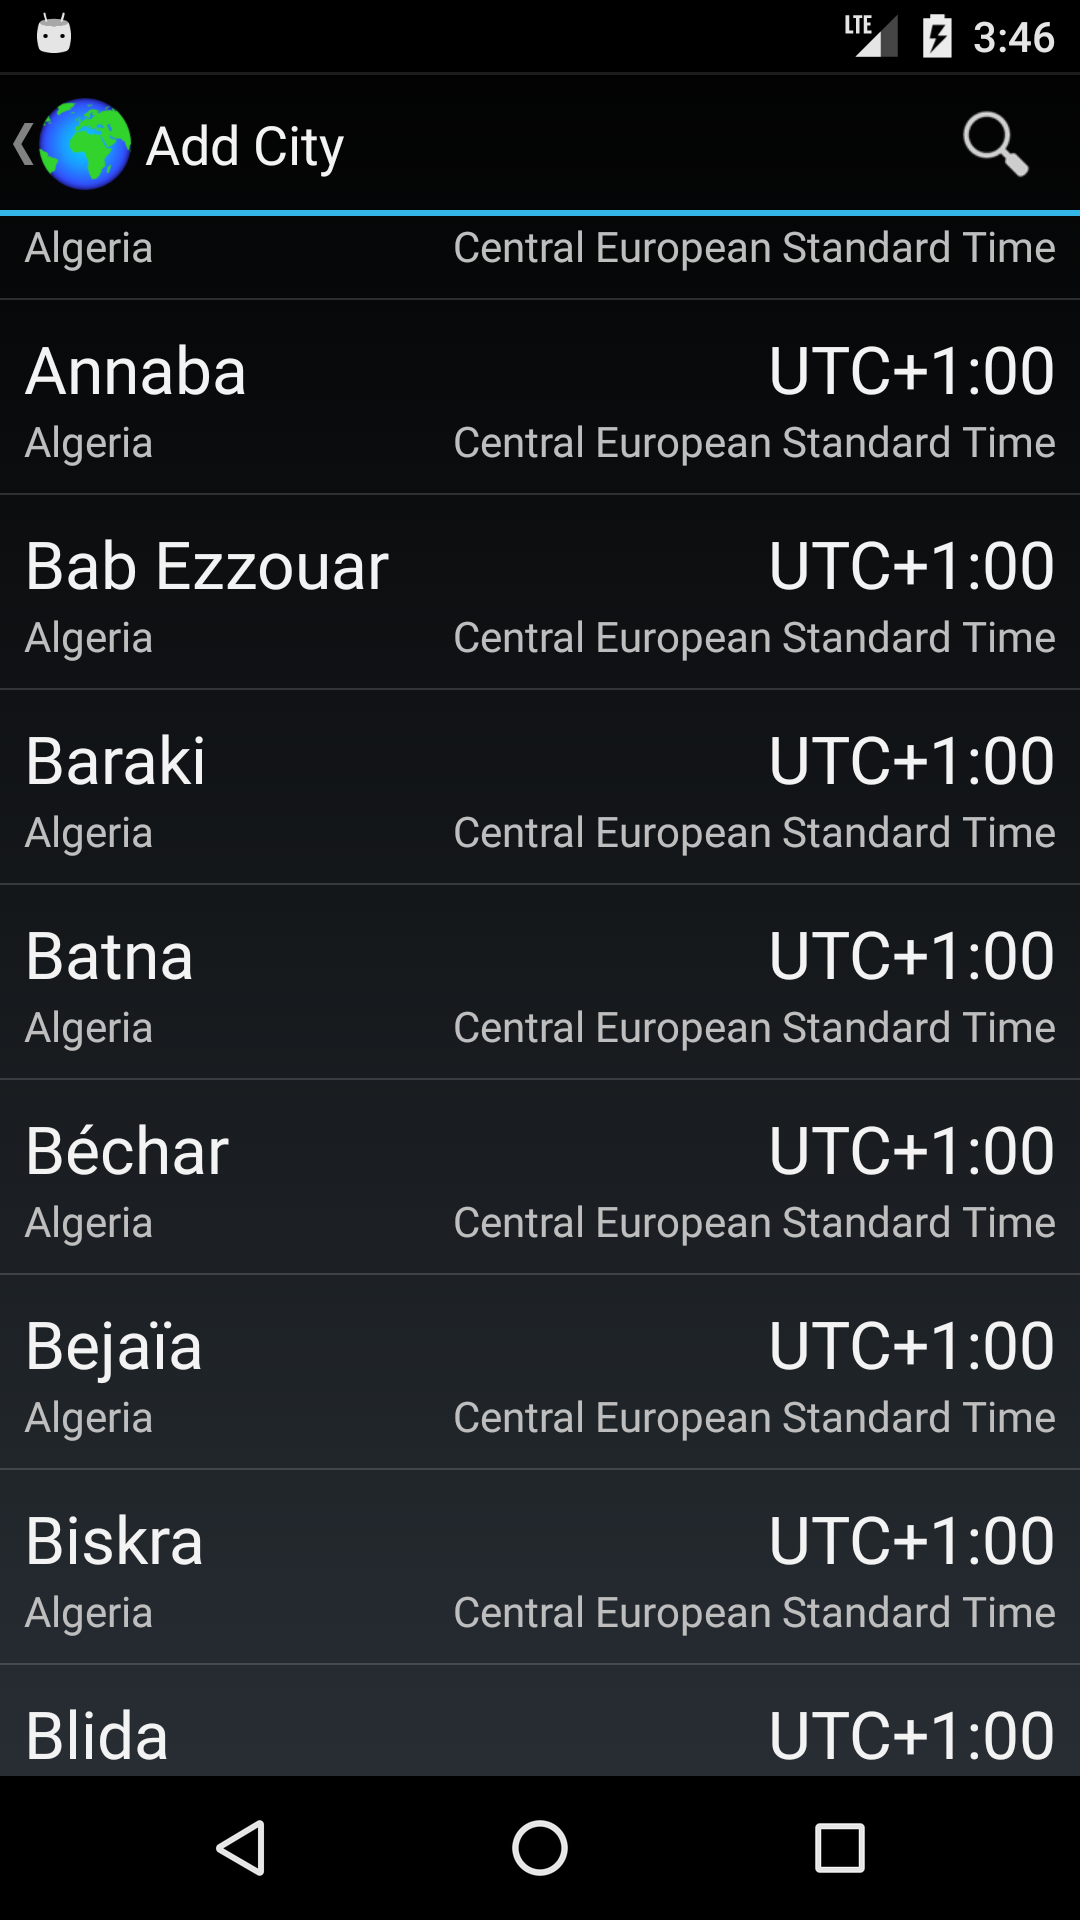 LTE 3:46
Add City
Algeria Central European Standard Time
Annaba UTC+1:00
Algeria Central European Standard Time
Bab Ezzouar UTC+1:00
Algeria Central European Standard Time
Baraki UTC+1:00
Algeria Central European Standard Time
Batna UTC+1:00
Algeria Central European Standard Time
Béchar UTC+1:00
Algeria Central European Standard Time
Bejaïa UTC+1:00
Algeria Central European Standard Time
Biskra UTC+1:00
Algeria Central European Standard Time
Blida UTC+1:00